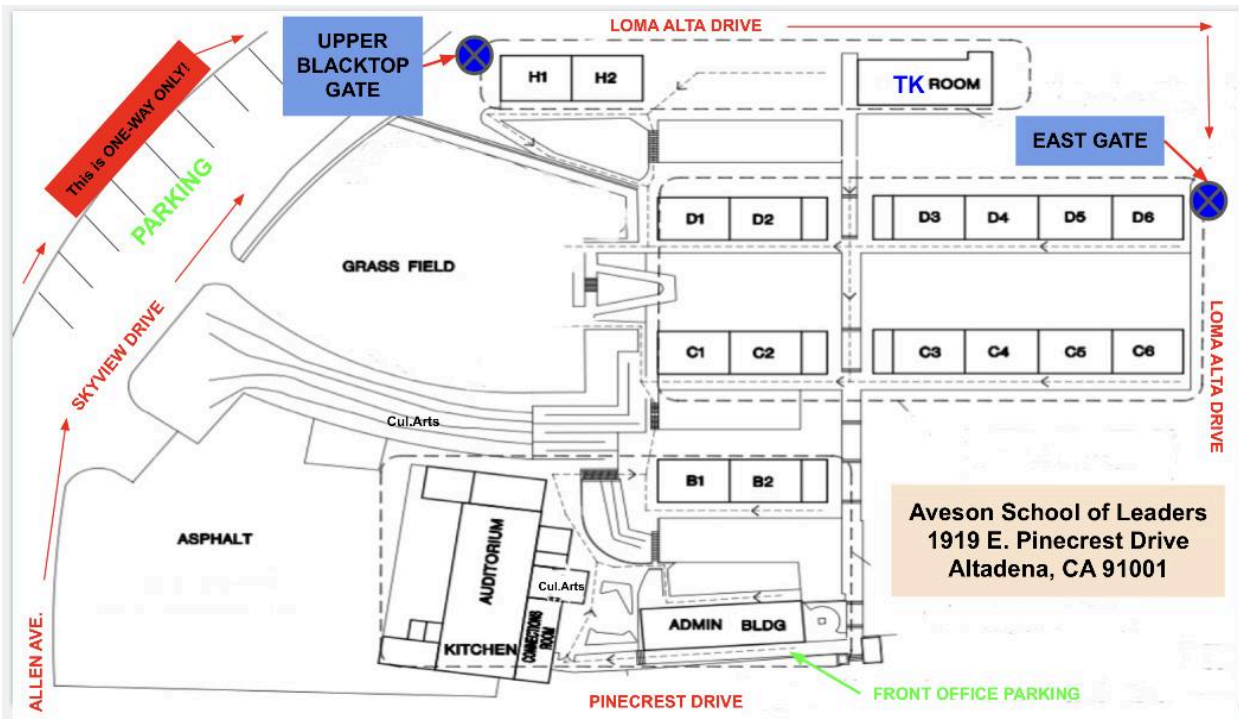 LOMA ALTA DRIVE
UPPER
BLACKTOP
GATE
This is ONE-WAY ONLY!
PARKING
H1
H2
TK ROOM
EAST GATE
D1
D2
D3
D4
D5
D6
GRASS FIELD
SKYVIEW DRIVE
C1
C2
C3
C4
C5
C6
LOMA ALTA DRIVE
Cul.Arts
B1
B2
Aveson School of Leaders
1919 E. Pinecrest Drive
Altadena, CA 91001
ASPHALT
AUDITORIUM
Cul.Arts
ALLEN AVE.
KITCHEN
CONNECTIONS
ROOM
ADMIN BLDG
PINECREST DRIVE
FRONT OFFICE PARKING